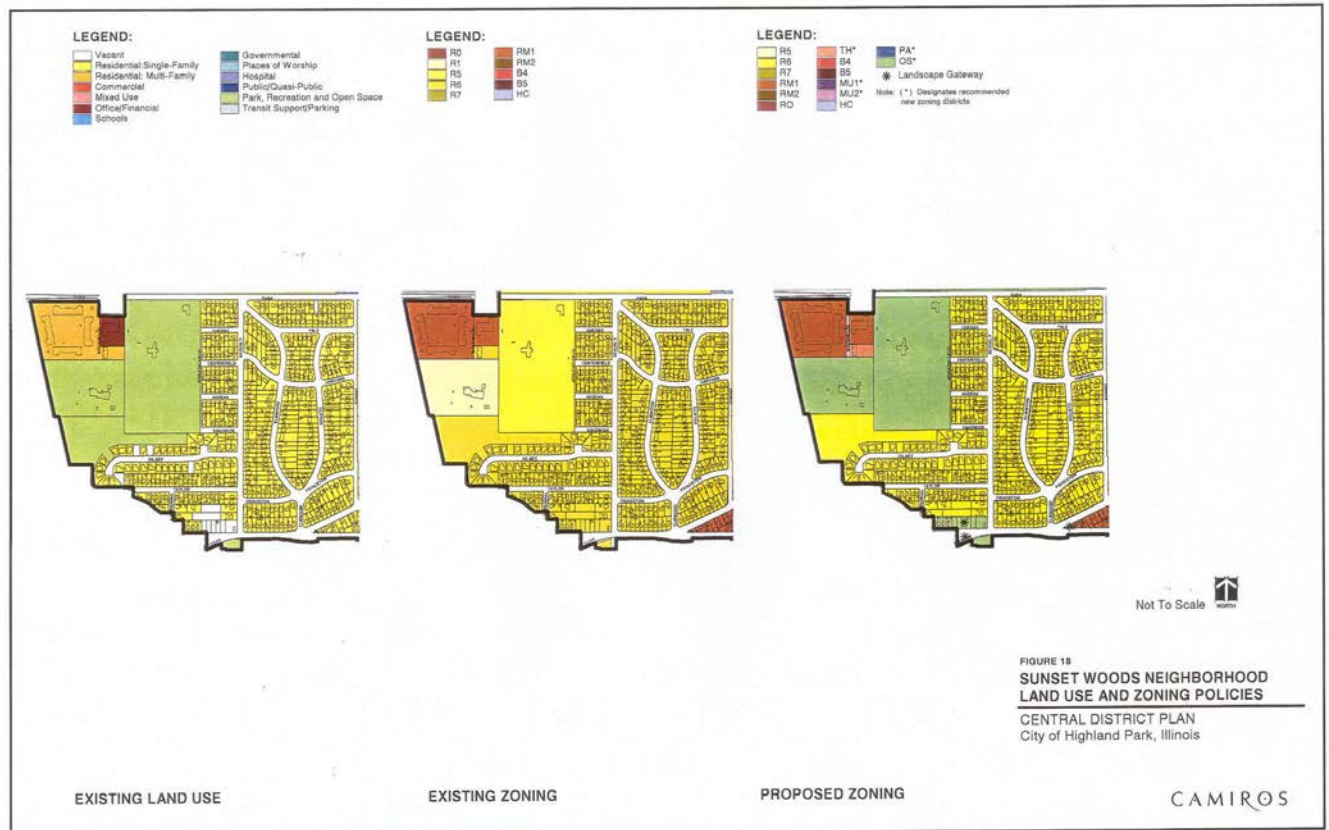 LEGEND:
Vacant
Residential:Single-Family
Residential: Multi-Family
Commercial
Mixed Use
Office/Financial
Schools
Governmental
Places of Worship
Hospital
Public/Quasi-Public
Park, Recreation and Open Space
Transit Support/Parking
LEGEND:
R0
R1
R5
R6
R7
RM1
RM2
B4
B5
HC
LEGEND:
R5
R6
R7
RM1
RM2
RO
TH*
B4
B5
MU1*
MU2*
HC
PA*
OS*
Landscape Gateway
Note: (*) Designates recommended
new zoning districts
Not To Scale
NORTH
FIGURE 18
SUNSET WOODS NEIGHBORHOOD
LAND USE AND ZONING POLICIES
CENTRAL DISTRICT PLAN
City of Highland Park, Illinois
EXISTING LAND USE
EXISTING ZONING
PROPOSED ZONING
CAMIROS